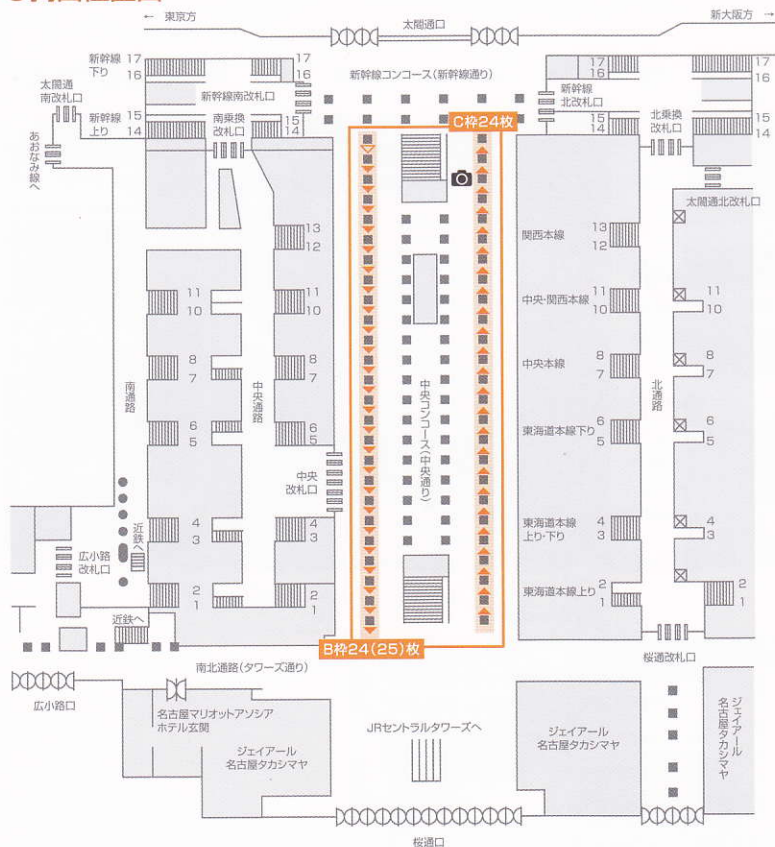 ← 東京方
太閤通口
新大阪方 →
新幹線 17
下り 16
17
16
太閤通
南改札口
新幹線南改札口
新幹線コンコース(新幹線通り)
新幹線
北改札口
17
16
17
16
あおなみ線へ
新幹線 15
上り 14
南乗換
改札口
15
14
C枠24枚
15
14
北乗換
改札口
15
14
太閤通北改札口
13
12
関西本線
13
12
11
10
11
10
中央・関西本線
11
10
11
10
8
7
8
7
中央本線
8
7
8
7
南通路
中央通路
中央コンコース(中央通り)
北通路
6
5
6
5
東海道本線下り
6
5
6
5
中央
改札口
4
3
4
3
東海道本線
上り・下り
4
3
4
3
近鉄へ
広小路
改札口
2
1
2
1
東海道本線上り
2
1
2
1
近鉄へ
B枠24(25)枚
南北通路(タワーズ通り)
桜通改札口
広小路口
名古屋マリオットアソシア
ホテル玄関
JRセントラルタワーズへ
ジェイアール
名古屋タカシマヤ
ジェイアール
名古屋タカシマヤ
ジェイアール
名古屋タカシマヤ
桜通口